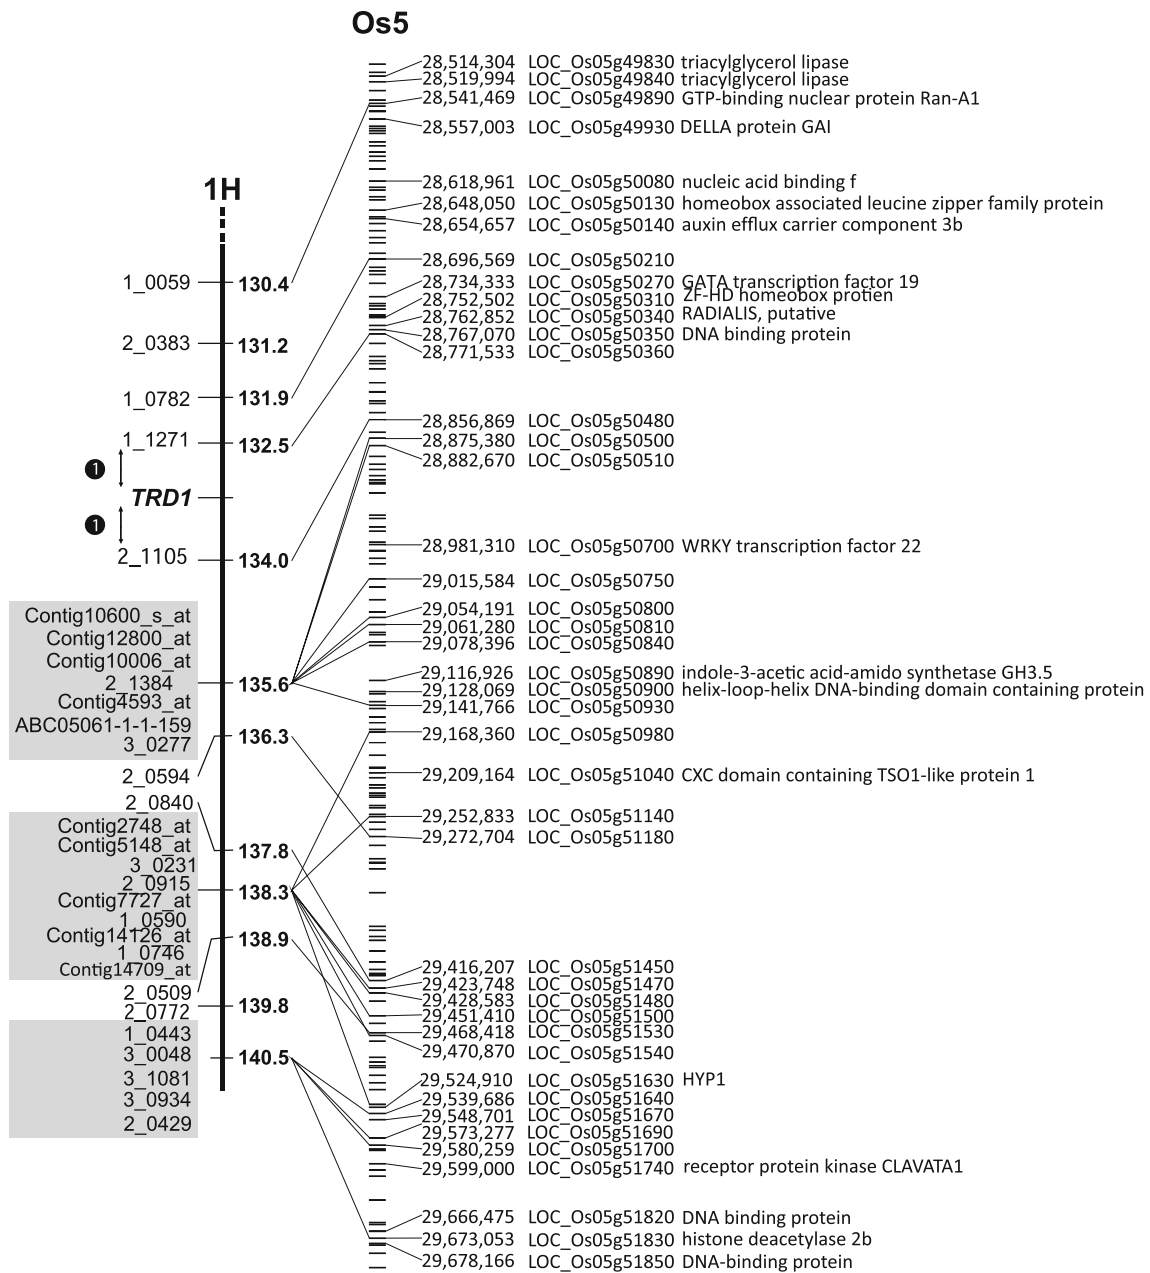 Os5
28,514,304 LOC_Os05g49830 triacylglycerol lipase
28,519,994 LOC_Os05g49840 triacylglycerol lipase
28,541,469 LOC_Os05g49890 GTP-binding nuclear protein Ran-A1
28,557,003 LOC_Os05g49930 DELLA protein GAI
28,618,961 LOC_Os05g50080 nucleic acid binding f
28,648,050 LOC_Os05g50130 homeobox associated leucine zipper family protein
28,654,657 LOC_Os05g50140 auxin efflux carrier component 3b
28,696,569 LOC_Os05g50210
28,734,333 LOC_Os05g50270 GATA transcription factor 19
28,752,502 LOC_Os05g50310 ZF-HD homeobox protien
28,762,852 LOC_Os05g50340 RADIALIS, putative
28,767,070 LOC_Os05g50350 DNA binding protein
28,771,533 LOC_Os05g50360
28,856,869 LOC_Os05g50480
28,875,380 LOC_Os05g50500
28,882,670 LOC_Os05g50510
28,981,310 LOC_Os05g50700 WRKY transcription factor 22
29,015,584 LOC_Os05g50750
29,054,191 LOC_Os05g50800
29,061,280 LOC_Os05g50810
29,078,396 LOC_Os05g50840
29,116,926 LOC_Os05g50890 indole-3-acetic acid-amido synthetase GH3.5
29,128,069 LOC_Os05g50900 helix-loop-helix DNA-binding domain containing protein
29,141,766 LOC_Os05g50930
29,168,360 LOC_Os05g50980
29,209,164 LOC_Os05g51040 CXC domain containing TSO1-like protein 1
29,252,833 LOC_Os05g51140
29,272,704 LOC_Os05g51180
29,416,207 LOC_Os05g51450
29,423,748 LOC_Os05g51470
29,428,583 LOC_Os05g51480
29,451,410 LOC_Os05g51500
29,468,418 LOC_Os05g51530
29,470,870 LOC_Os05g51540
29,524,910 LOC_Os05g51630 HYP1
29,539,686 LOC_Os05g51640
29,548,701 LOC_Os05g51670
29,573,277 LOC_Os05g51690
29,580,259 LOC_Os05g51700
29,599,000 LOC_Os05g51740 receptor protein kinase CLAVATA1
29,666,475 LOC_Os05g51820 DNA binding protein
29,673,053 LOC_Os05g51830 histone deacetylase 2b
29,678,166 LOC_Os05g51850 DNA-binding protein
1H
1_0059 130.4
2_0383 131.2
1_0782 131.9
1_1271 132.5
1
TRD1
1
2_1105 134.0
Contig10600_s_at
Contig12800_at
Contig10006_at
2_1384 135.6
Contig4593_at
ABC05061-1-1-159
3_0277
136.3
2_0594
2_0840
Contig2748_at
Contig5148_at 137.8
3_0231
2_0915 138.3
Contig7727_at
1_0590
Contig14126_at 138.9
1_0746
Contig14709_at
2_0509
2_0772 139.8
1_0443
3_0048 140.5
3_1081
3_0934
2_0429